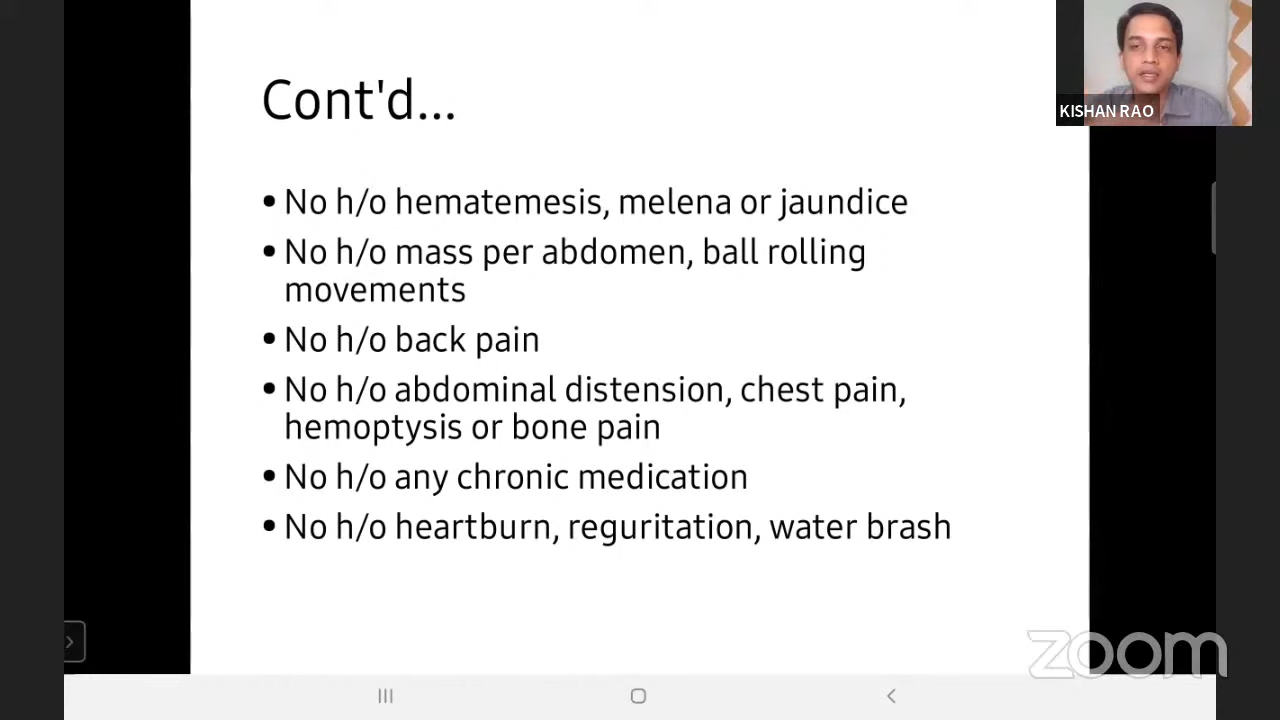 Cont'd...
KISHAN RAO
• No h/o hematemesis, melena or jaundice
• No h/o mass per abdomen, ball rolling
movements
• No h/o back pain
• No h/o abdominal distension, chest pain,
hemoptysis or bone pain
• No h/o any chronic medication
• No h/o heartburn, reguritation, water brash
zoom